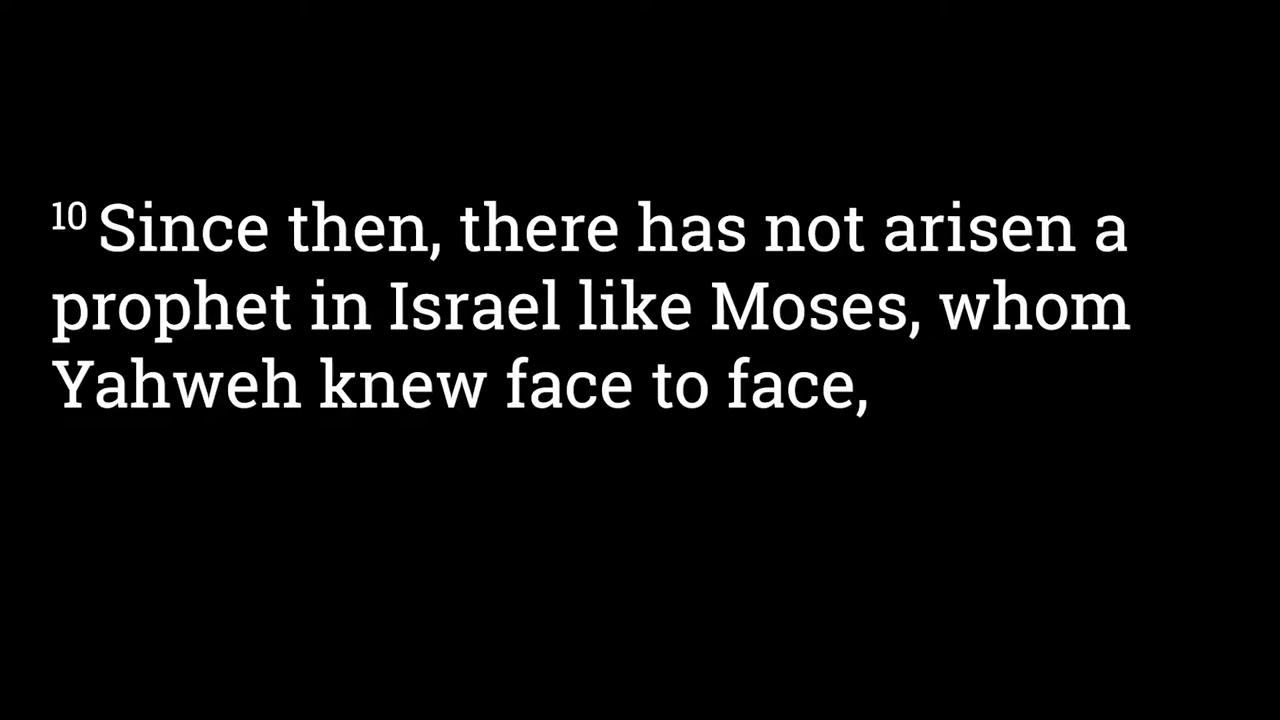 10 Since then, there has not arisen a
prophet in Israel like Moses, whom
Yahweh knew face to face,